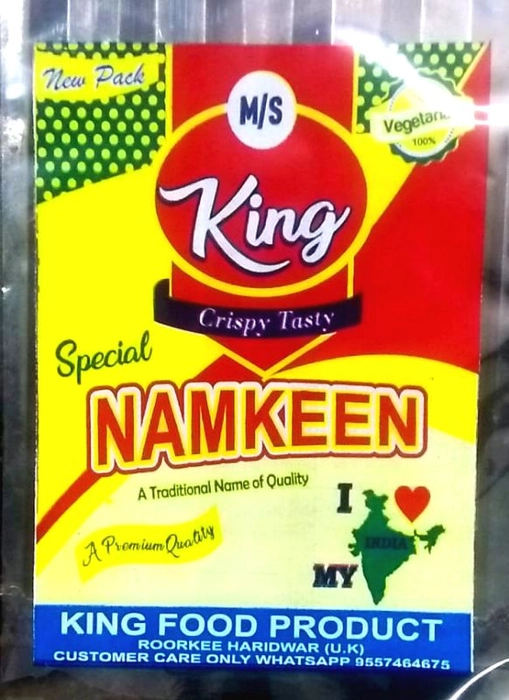 New Pack
M/S
Vegetari
100%
King
Crispy Tasty
Special
NAMKEEN
A Traditional Name of Quality
A Premium Quality
I
INDIA
MY
KING FOOD PRODUCT
ROORKEE HARIDWAR (U.K)
CUSTOMER CARE ONLY WHATSAPP 9557464675